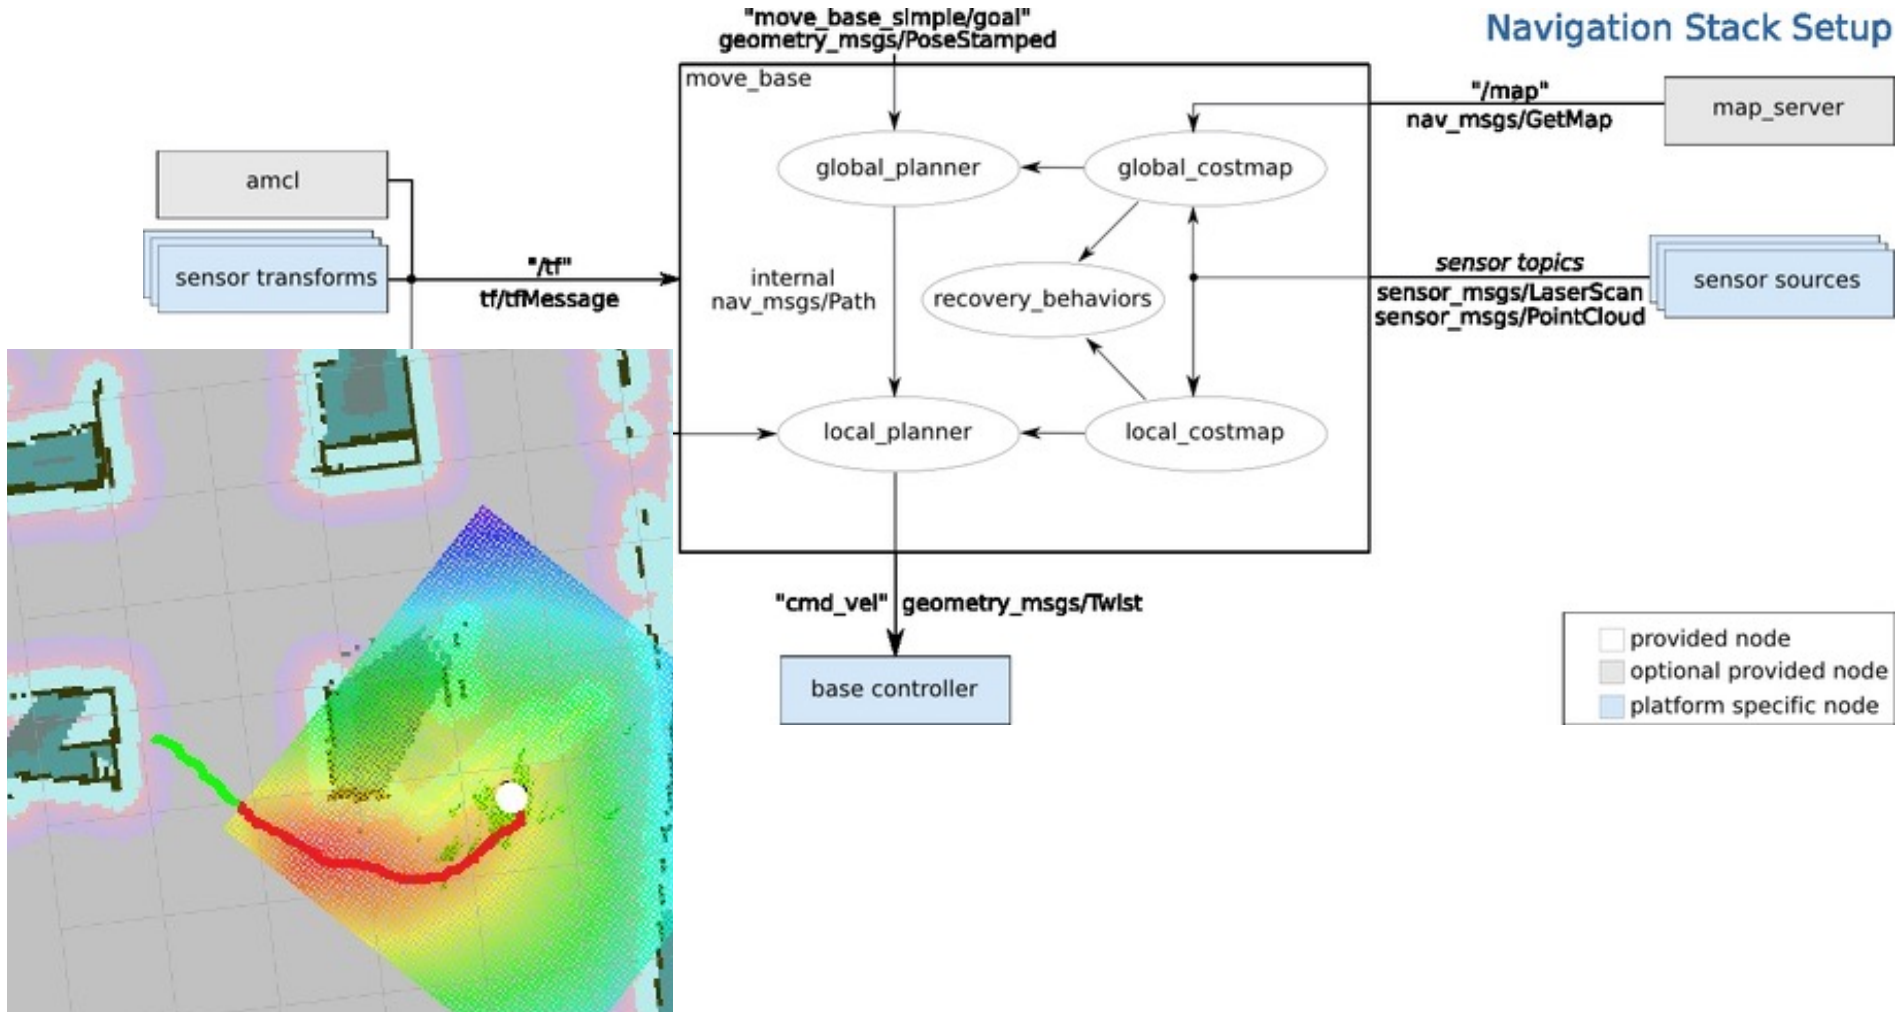 "move_base_simple/goal"
geometry_msgs/PoseStamped
Navigation Stack Setup
move_base
"/map"
nav_msgs/GetMap
map_server
global_planner
global_costmap
amcl
sensor transforms
"/tf"
tf/tfMessage
internal
nav_msgs/Path
recovery_behaviors
sensor topics
sensor_msgs/LaserScan
sensor_msgs/PointCloud
sensor sources
local_planner
local_costmap
"cmd_vel" geometry_msgs/Twist
base controller
provided node
optional provided node
platform specific node